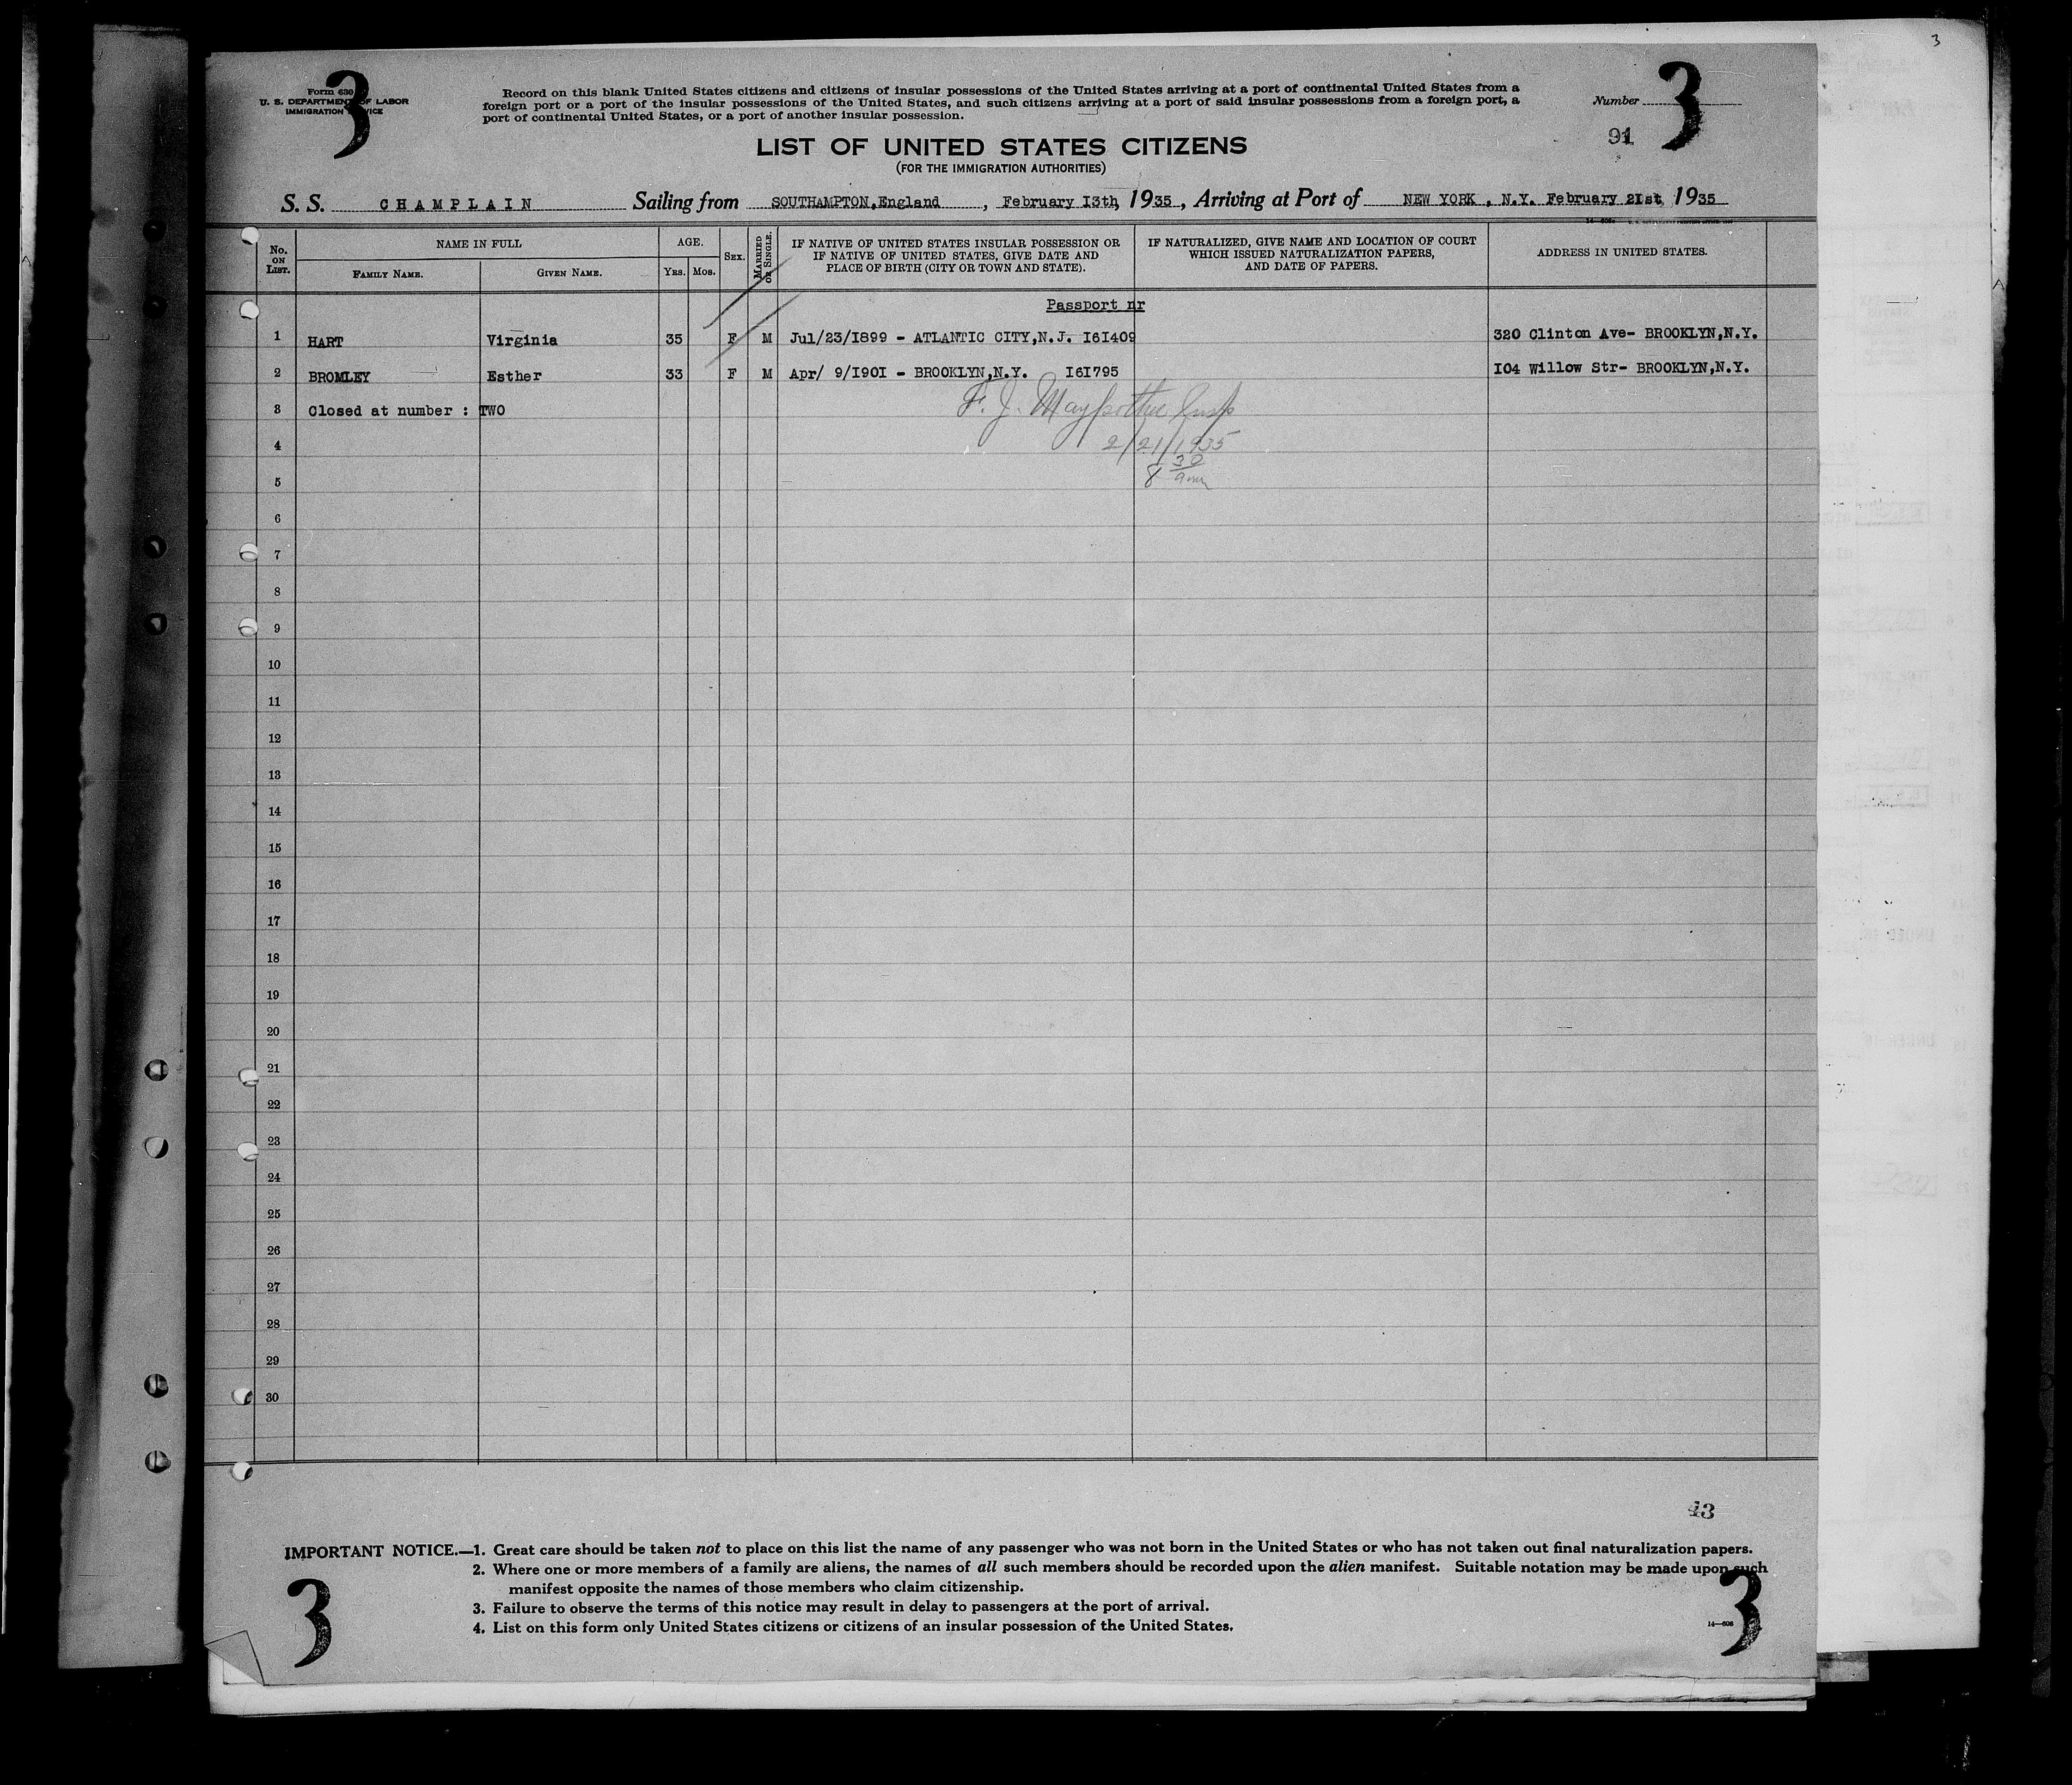 3
3
Form 630
U. S. DEPARTMENT OF LABOR
IMMIGRATION SERVICE
3
Record on this blank United States citizens and citizens of insular possessions of the United States arriving at a port of continental United States from a
foreign port or a port of the insular possessions of the United States, and such citizens arriving at a port of said insular possessions from a foreign port, a
port of continental United States, or a port of another insular possession.
Number
91
LIST OF UNITED STATES CITIZENS
(FOR THE IMMIGRATION AUTHORITIES)
S. S. CHAMPLAIN Sailing from SOUTHAMPTON,England , February I3th, 1935, Arriving at Port of NEW YORK , N.Y. February 2Ist, 1935
No. ON LIST. NAME IN FULL AGE. SEX. MARRIED OR SINGLE. IF NATIVE OF UNITED STATES INSULAR POSSESSION OR IF NATIVE OF UNITED STATES, GIVE DATE AND PLACE OF BIRTH (CITY OR TOWN AND STATE). IF NATURALIZED, GIVE NAME AND LOCATION OF COURT WHICH ISSUED NATURALIZATION PAPERS, AND DATE OF PAPERS. ADDRESS IN UNITED STATES.
FAMILY NAME. GIVEN NAME. YRS. MOS.
Passport nr
1 HART Virginia 35 F M Jul/23/I899 - ATLANTIC CITY,N.J. I6I409 320 Clinton Ave- BROOKLYN,N.Y.
2 BROMLEY Esther 33 F M Apr/ 9/I90I - BROOKLYN,N.Y. I6I795 I04 Willow Str- BROOKLYN,N.Y.
3 Closed at number : TWO
F. J. Insp
4 2/21/1935
8 30 am
5
6
7
8
9
10
11
12
13
14
15
16
17
18
19
20
21
22
23
24
25
26
27
28
29
30
43
IMPORTANT NOTICE.—1. Great care should be taken not to place on this list the name of any passenger who was not born in the United States or who has not taken out final naturalization papers.
2. Where one or more members of a family are aliens, the names of all such members should be recorded upon the alien manifest. Suitable notation may be made upon such
manifest opposite the names of those members who claim citizenship.
3. Failure to observe the terms of this notice may result in delay to passengers at the port of arrival.
4. List on this form only United States citizens or citizens of an insular possession of the United States.
14—606
3
3